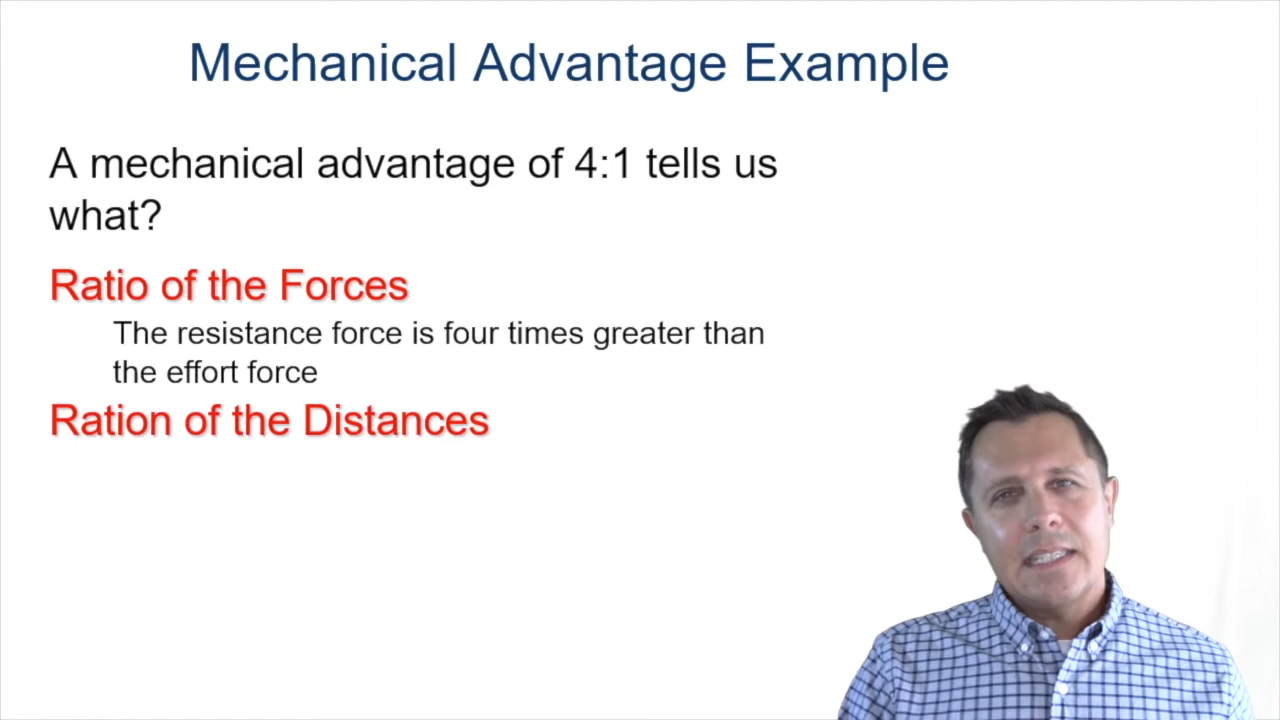 Mechanical Advantage Example
A mechanical advantage of 4:1 tells us
what?
Ratio of the Forces
The resistance force is four times greater than
the effort force
Ration of the Distances